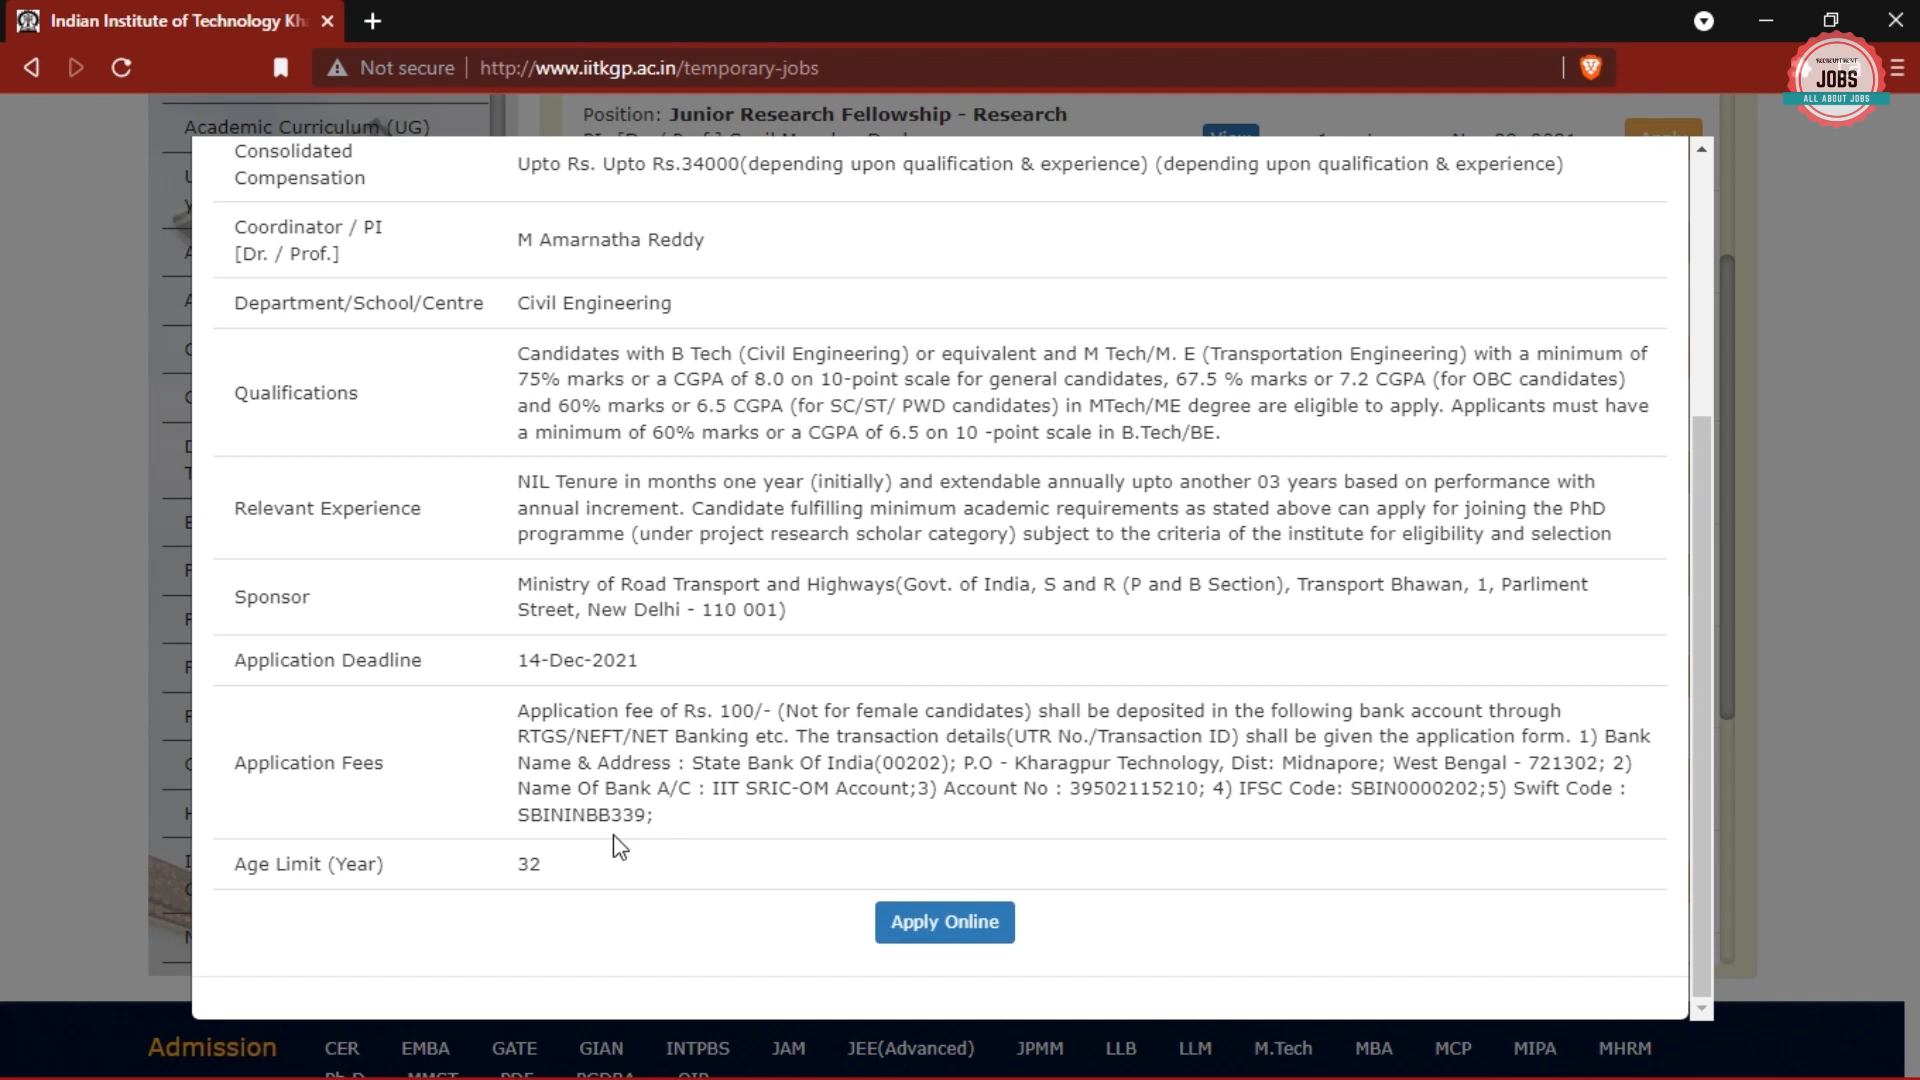 Indian Institute of Technology Kh
Not secure
http://www.iitkgp.ac.in/temporary-jobs
RECRUITMENT
JOBS
ALL ABOUT JOBS
Academic Curriculum (UG)
Position: Junior Research Fellowship - Research
View
Consolidated
Compensation
Upto Rs. Upto Rs.34000(depending upon qualification & experience) (depending upon qualification & experience)
Coordinator / PI
[Dr. / Prof.]
M Amarnatha Reddy
Department/School/Centre
Civil Engineering
Qualifications
Candidates with B Tech (Civil Engineering) or equivalent and M Tech/M. E (Transportation Engineering) with a minimum of
75% marks or a CGPA of 8.0 on 10-point scale for general candidates, 67.5 % marks or 7.2 CGPA (for OBC candidates)
and 60% marks or 6.5 CGPA (for SC/ST/ PWD candidates) in MTech/ME degree are eligible to apply. Applicants must have
a minimum of 60% marks or a CGPA of 6.5 on 10 -point scale in B.Tech/BE.
Relevant Experience
NIL Tenure in months one year (initially) and extendable annually upto another 03 years based on performance with
annual increment. Candidate fulfilling minimum academic requirements as stated above can apply for joining the PhD
programme (under project research scholar category) subject to the criteria of the institute for eligibility and selection
Sponsor
Ministry of Road Transport and Highways(Govt. of India, S and R (P and B Section), Transport Bhawan, 1, Parliment
Street, New Delhi - 110 001)
Application Deadline
14-Dec-2021
Application Fees
Application fee of Rs. 100/- (Not for female candidates) shall be deposited in the following bank account through
RTGS/NEFT/NET Banking etc. The transaction details(UTR No./Transaction ID) shall be given the application form. 1) Bank
Name & Address : State Bank Of India(00202); P.O - Kharagpur Technology, Dist: Midnapore; West Bengal - 721302; 2)
Name Of Bank A/C : IIT SRIC-OM Account;3) Account No : 39502115210; 4) IFSC Code: SBIN0000202;5) Swift Code :
SBININBB339;
Age Limit (Year)
32
Apply Online
Admission
CER EMBA GATE GIAN INTPBS JAM JEE(Advanced) JPMM LLB LLM M.Tech MBA MCP MIPA MHRM
Ph.D MMST PDF PGDBA QIP